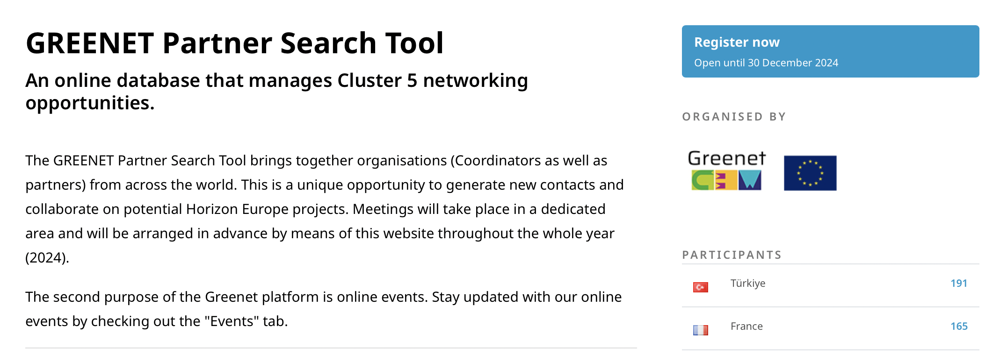 GREENET Partner Search Tool
An online database that manages Cluster 5 networking
opportunities.
The GREENET Partner Search Tool brings together organisations (Coordinators as well as
partners) from across the world. This is a unique opportunity to generate new contacts and
collaborate on potential Horizon Europe projects. Meetings will take place in a dedicated
area and will be arranged in advance by means of this website throughout the whole year
(2024).
The second purpose of the Greenet platform is online events. Stay updated with our online
events by checking out the "Events" tab.
Register now
Open until 30 December 2024
ORGANISED BY
Greenet
PARTICIPANTS
Türkiye 191
France 165